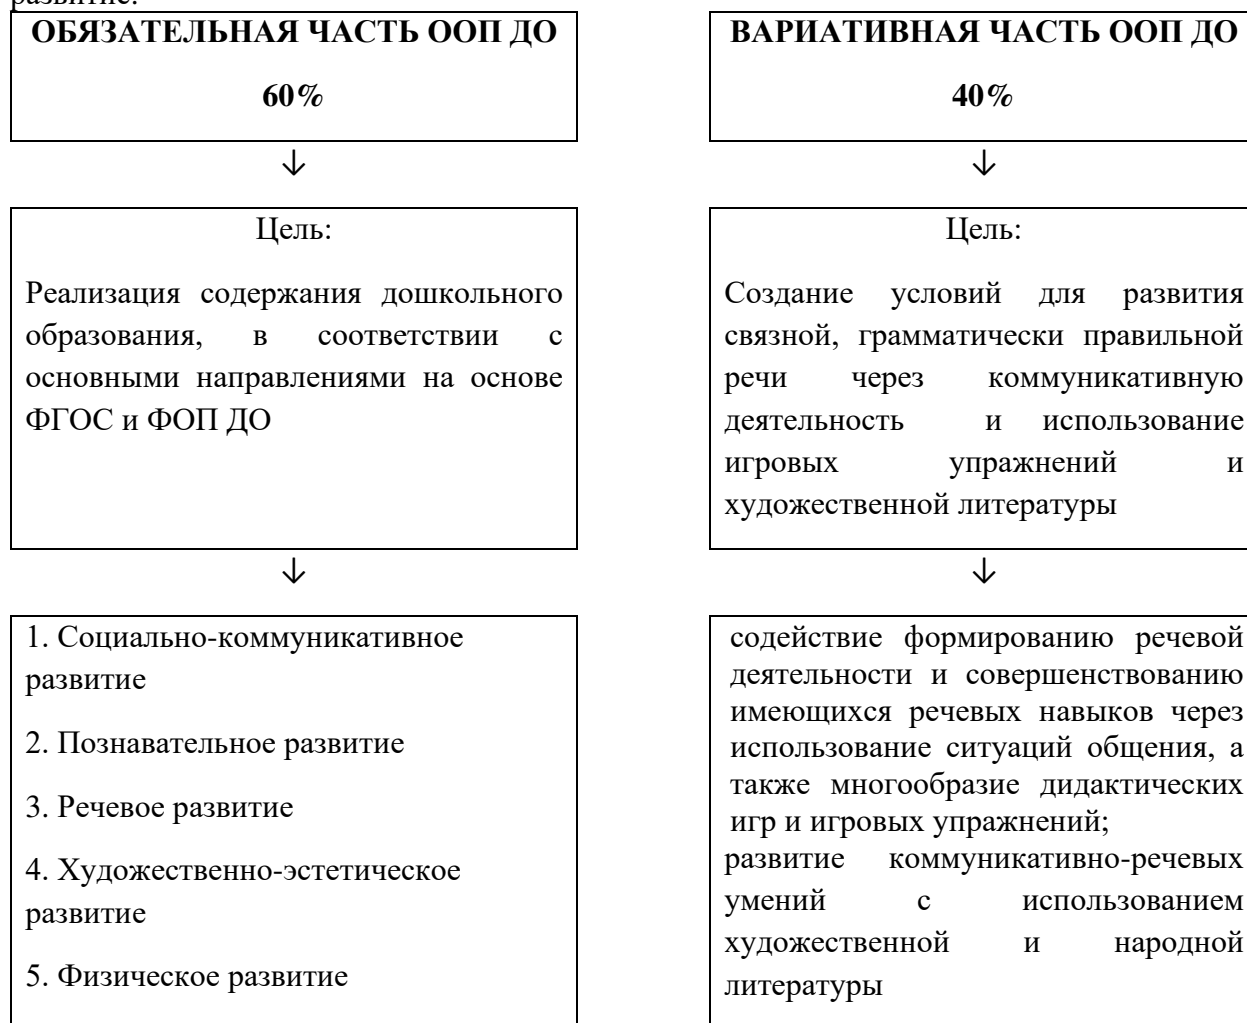 развитие.
ОБЯЗАТЕЛЬНАЯ ЧАСТЬ ООП ДО
60%
↓
Цель:
Реализация содержания дошкольного
образования, в соответствии с
основными направлениями на основе
ФГОС и ФОП ДО
↓
1. Социально-коммуникативное
развитие
2. Познавательное развитие
3. Речевое развитие
4. Художественно-эстетическое
развитие
5. Физическое развитие
ВАРИАТИВНАЯ ЧАСТЬ ООП ДО
40%
↓
Цель:
Создание условий для развития
связной, грамматически правильной
речи через коммуникативную
деятельность и использование
игровых упражнений и
художественной литературы
↓
содействие формированию речевой
деятельности и совершенствованию
имеющихся речевых навыков через
использование ситуаций общения, а
также многообразие дидактических
игр и игровых упражнений;
развитие коммуникативно-речевых
умений с использованием
художественной и народной
литературы